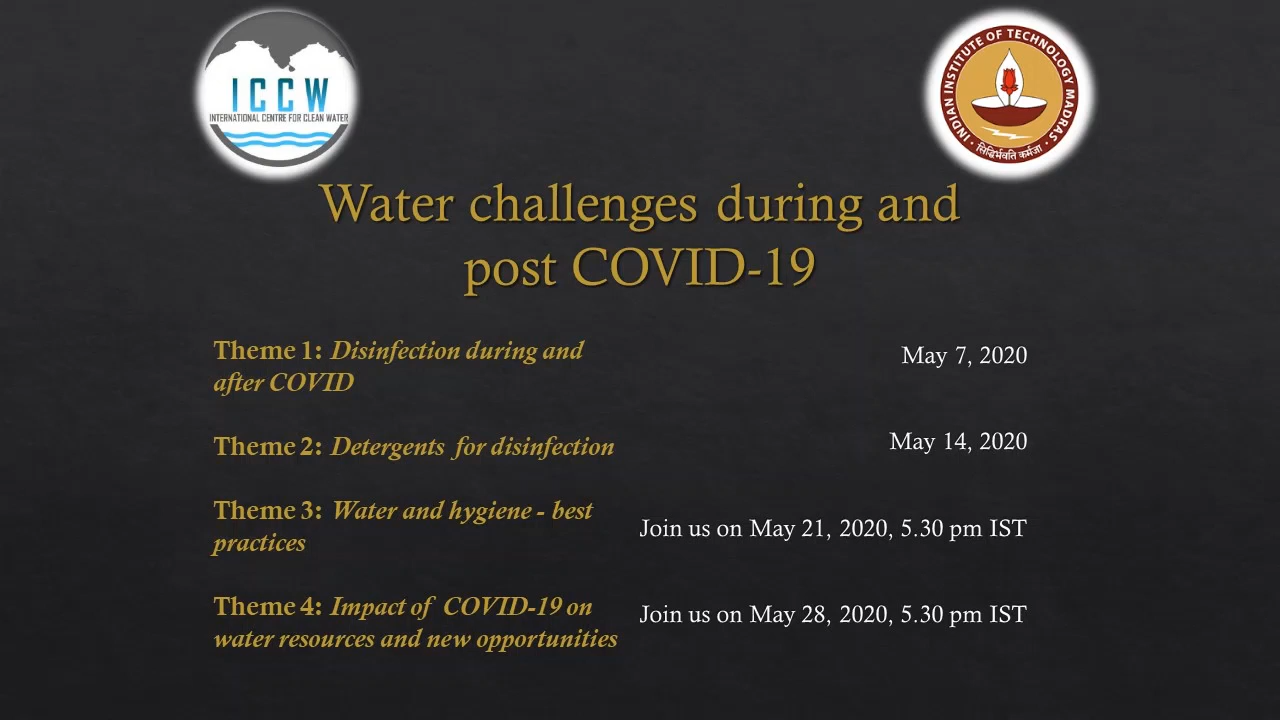 ICCW
INTERNATIONAL CENTRE FOR CLEAN WATER
INDIAN INSTITUTE OF TECHNOLOGY MADRAS
सिद्धिर्भवति कर्मजा
Water challenges during and
post COVID-19
Theme 1: Disinfection during and
after COVID
May 7, 2020
Theme 2: Detergents for disinfection
May 14, 2020
Theme 3: Water and hygiene - best
practices
Join us on May 21, 2020, 5.30 pm IST
Theme 4: Impact of COVID-19 on
water resources and new opportunities
Join us on May 28, 2020, 5.30 pm IST